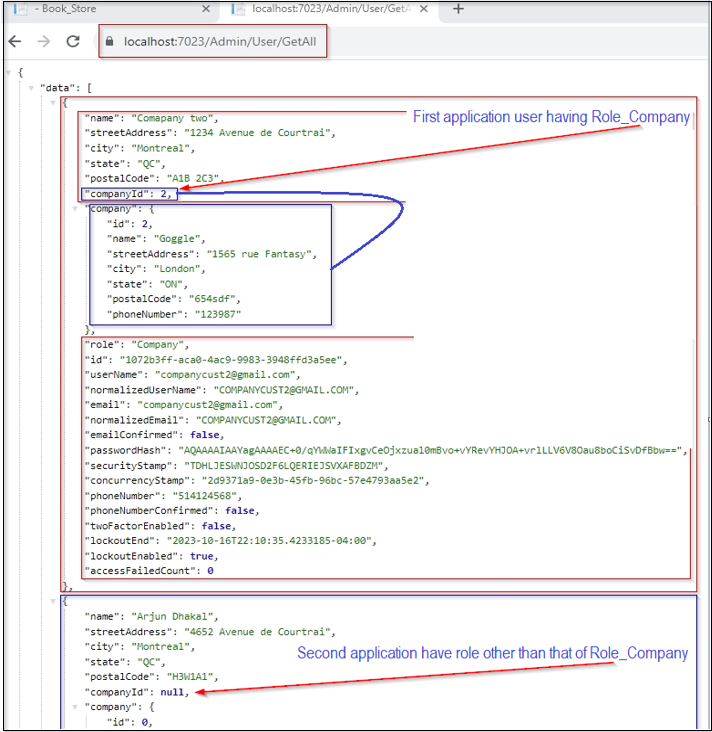 - Book_Store
localhost:7023/Admin/User/GetA
localhost:7023/Admin/User/GetAll
{
"data": [
{
"name": "Comapany two",
First application user having Role_Company
"streetAddress": "1234 Avenue de Courtrai",
"city": "Montreal",
"state": "QC",
"postalCode": "A1B 2C3",
"companyId": 2,
"company": {
"id": 2,
"name": "Goggle",
"streetAddress": "1565 rue Fantasy",
"city": "London",
"state": "ON",
"postalCode": "654sdf",
"phoneNumber": "123987"
},
"role": "Company",
"id": "1072b3ff-aca0-4ac9-9983-3948ffd3a5ee",
"userName": "companycust2@gmail.com",
"normalizedUserName": "COMPANYCUST2@GMAIL.COM",
"email": "companycust2@gmail.com",
"normalizedEmail": "COMPANYCUST2@GMAIL.COM",
"emailConfirmed": false,
"passwordHash": "AQAAAAIAAYagAAAAEC+0/qYWWaIFIxgvCeOjxzual0mBvo+vYRevYHJOA+vrlLLV6V8Oau8boCiSvDfBbw==",
"securityStamp": "TDHLJESWNJOSD2F6LQERIEJSVXAFBDZM",
"concurrencyStamp": "2d9371a9-0e3b-45fb-96bc-57e4793aa5e2",
"phoneNumber": "514124568",
"phoneNumberConfirmed": false,
"twoFactorEnabled": false,
"lockoutEnd": "2023-10-16T22:10:35.4233185-04:00",
"lockoutEnabled": true,
"accessFailedCount": 0
},
{
"name": "Arjun Dhakal",
"streetAddress": "4652 Avenue de Courtrai",
"city": "Montreal",
"state": "QC",
Second application have role other than that of Role_Company
"postalCode": "H3W1A1",
"companyId": null,
"company": {
"id": 0,